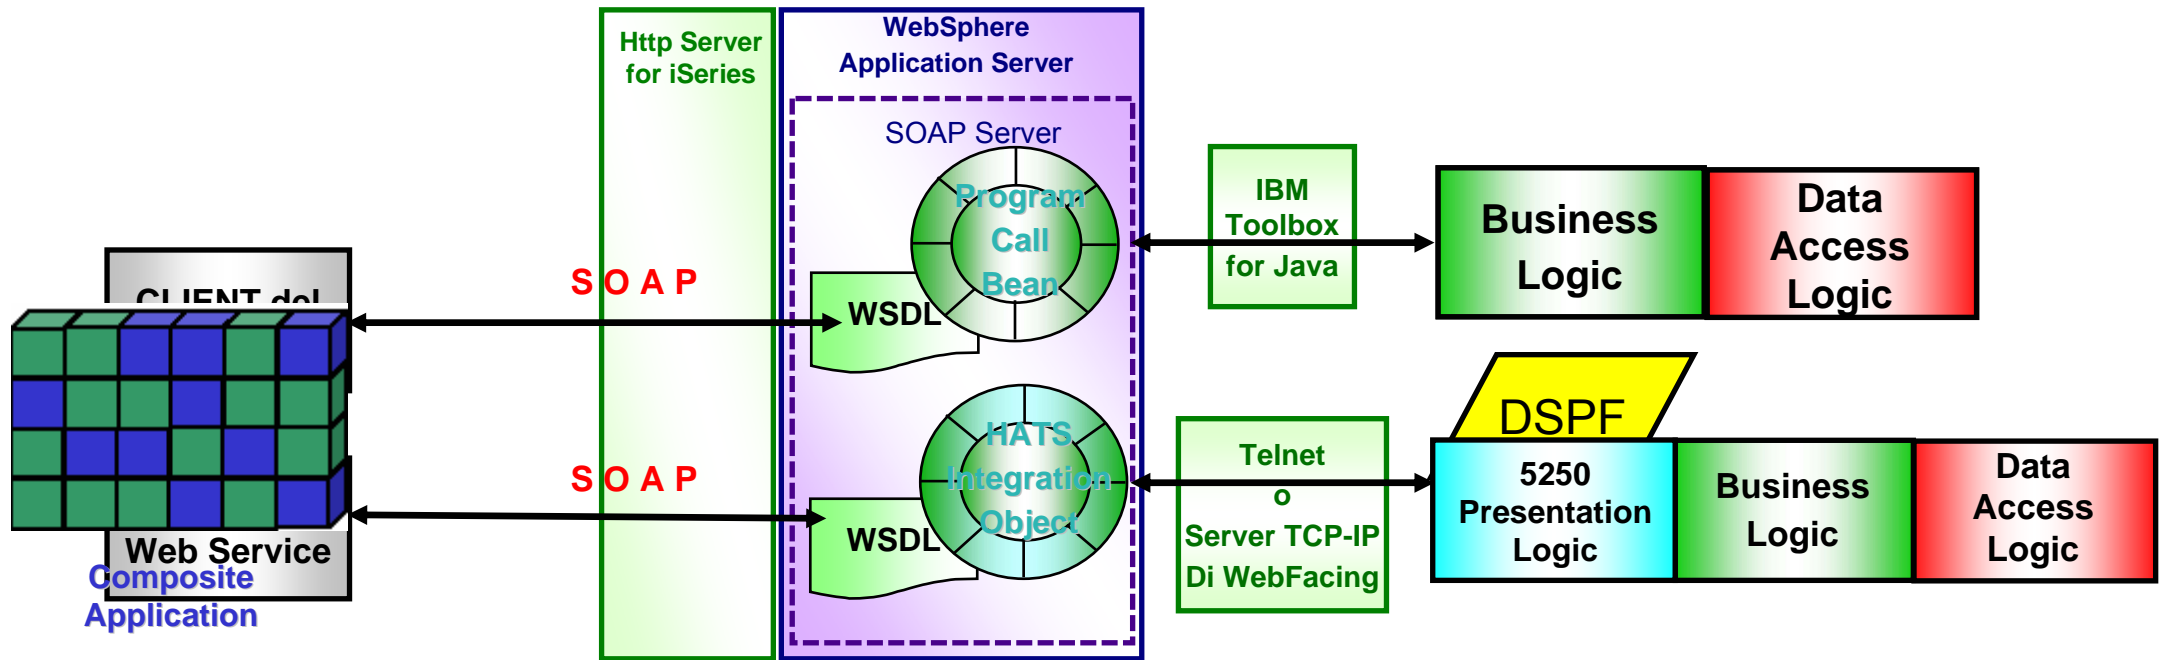 Http Server
for iSeries
WebSphere
Application Server
SOAP Server
Program
Call
Bean
WSDL
S O A P
IBM
Toolbox
for Java
Business
Logic
Data
Access
Logic
CLIENT del
Web Service
Composite
Application
S O A P
HATS
Integration
Object
WSDL
Telnet
o
Server TCP-IP
Di WebFacing
DSPF
5250
Presentation
Logic
Business
Logic
Data
Access
Logic